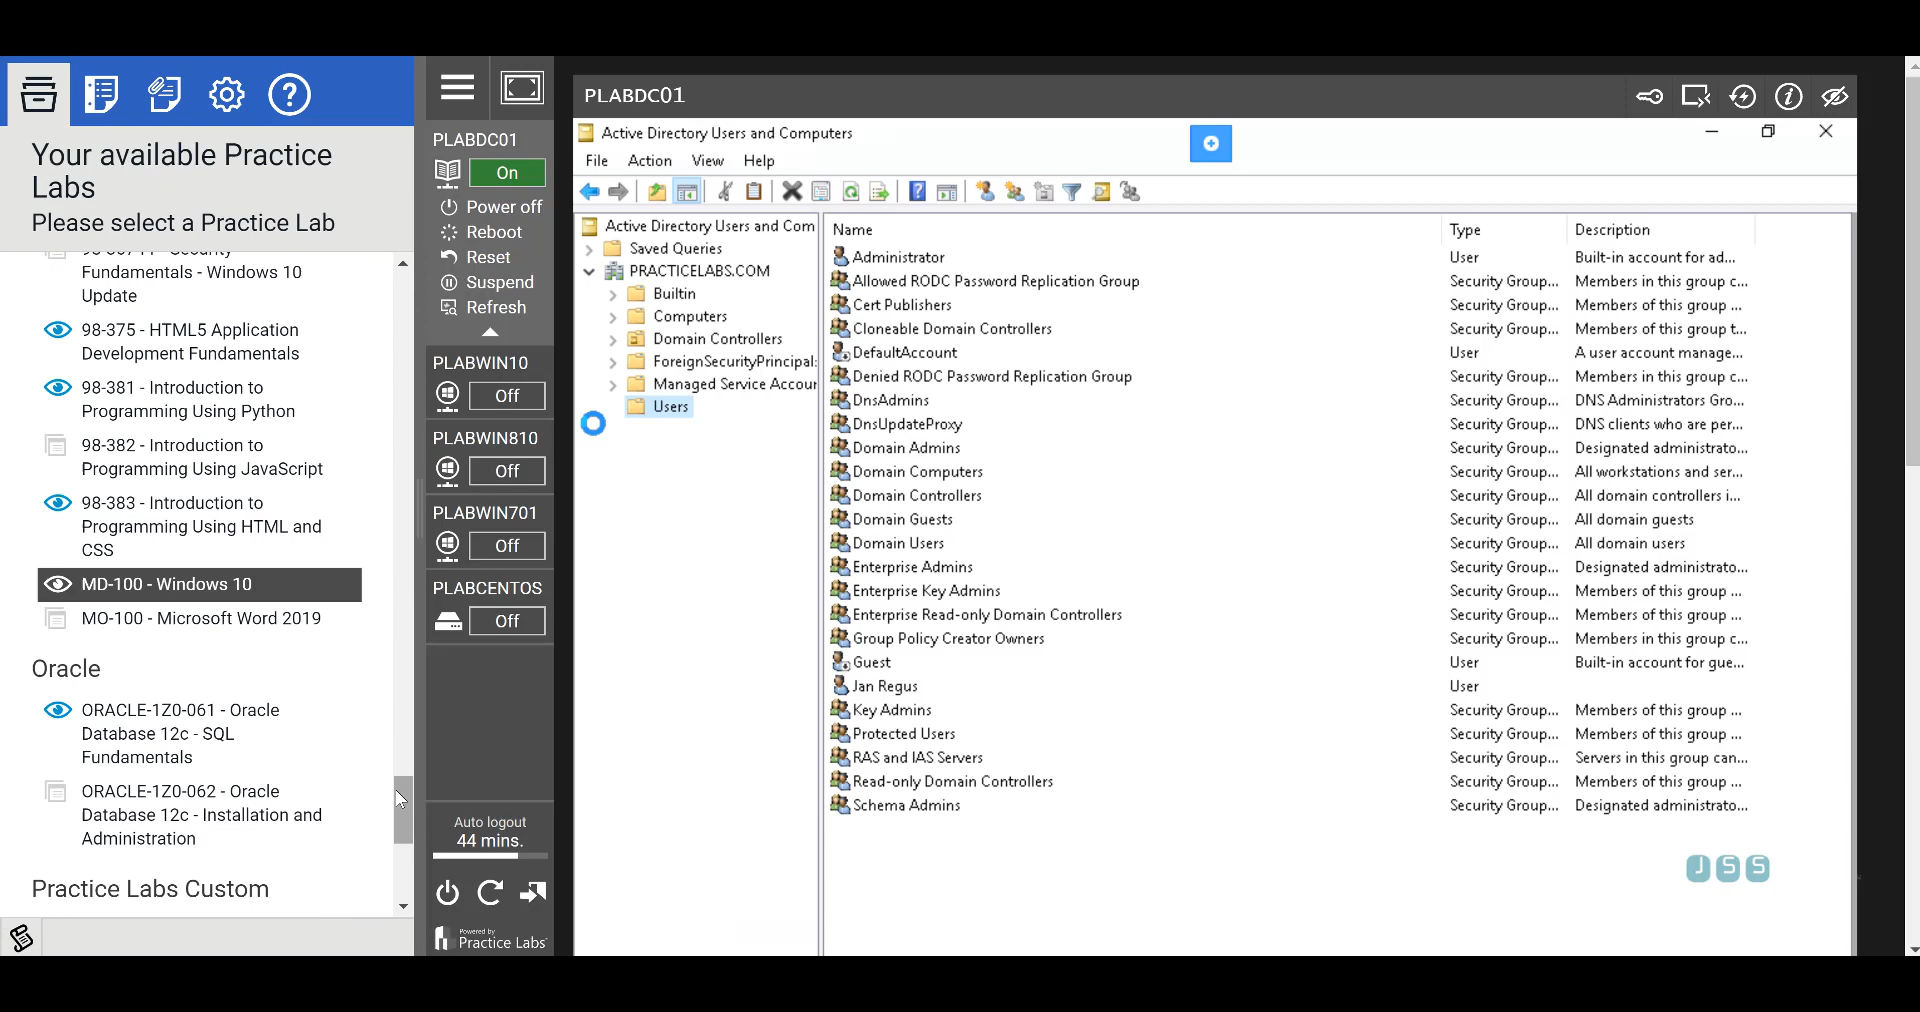 Your available Practice
Labs
Please select a Practice Lab
Fundamentals - Windows 10
Update
98-375 - HTML5 Application
Development Fundamentals
98-381 - Introduction to
Programming Using Python
98-382 - Introduction to
Programming Using JavaScript
98-383 - Introduction to
Programming Using HTML and
CSS
MD-100 - Windows 10
MO-100 - Microsoft Word 2019
Oracle
ORACLE-1Z0-061 - Oracle
Database 12c - SQL
Fundamentals
ORACLE-1Z0-062 - Oracle
Database 12c - Installation and
Administration
Practice Labs Custom
PLABDC01
On
Power off
Reboot
Reset
Suspend
Refresh
PLABWIN10
Off
PLABWIN810
Off
PLABWIN701
Off
PLABCENTOS
Off
Auto logout
44 mins.
Powered by
Practice Labs
PLABDC01
Active Directory Users and Computers
File Action View Help
Active Directory Users and Com
Saved Queries
PRACTICELABS.COM
Builtin
Computers
Domain Controllers
ForeignSecurityPrincipal:
Managed Service Accour
Users
Name Type Description
Administrator User Built-in account for ad...
Allowed RODC Password Replication Group Security Group... Members in this group c...
Cert Publishers Security Group... Members of this group ...
Cloneable Domain Controllers Security Group... Members of this group t...
DefaultAccount User A user account manage...
Denied RODC Password Replication Group Security Group... Members in this group c...
DnsAdmins Security Group... DNS Administrators Gro...
DnsUpdateProxy Security Group... DNS clients who are per...
Domain Admins Security Group... Designated administrato...
Domain Computers Security Group... All workstations and ser...
Domain Controllers Security Group... All domain controllers i...
Domain Guests Security Group... All domain guests
Domain Users Security Group... All domain users
Enterprise Admins Security Group... Designated administrato...
Enterprise Key Admins Security Group... Members of this group ...
Enterprise Read-only Domain Controllers Security Group... Members of this group ...
Group Policy Creator Owners Security Group... Members in this group c...
Guest User Built-in account for gue...
Jan Regus User
Key Admins Security Group... Members of this group ...
Protected Users Security Group... Members of this group ...
RAS and IAS Servers Security Group... Servers in this group can...
Read-only Domain Controllers Security Group... Members of this group ...
Schema Admins Security Group... Designated administrato...
JSS